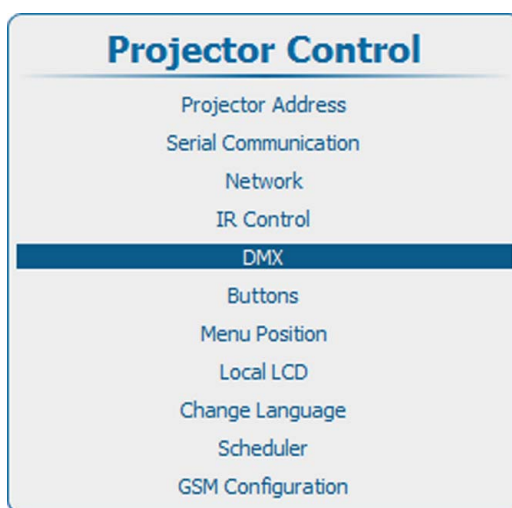 Projector Control
Projector Address
Serial Communication
Network
IR Control
DMX
Buttons
Menu Position
Local LCD
Change Language
Scheduler
GSM Configuration